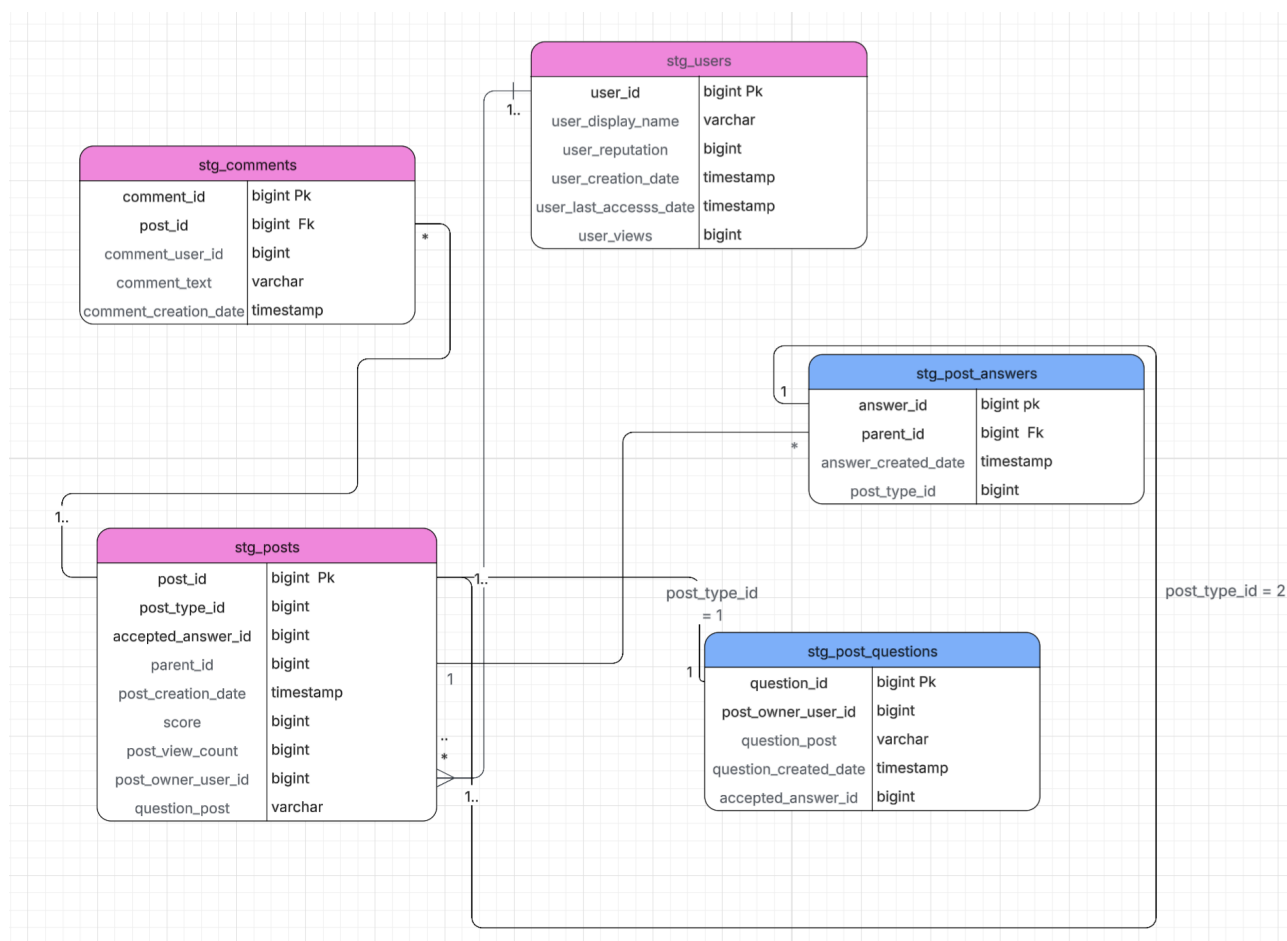 stg_users
user_id bigint Pk
user_display_name varchar
user_reputation bigint
user_creation_date timestamp
user_last_accesss_date timestamp
user_views bigint
1..
stg_comments
comment_id bigint Pk
post_id bigint Fk
comment_user_id bigint
comment_text varchar
comment_creation_date timestamp
*
stg_post_answers
answer_id bigint pk
parent_id bigint Fk
answer_created_date timestamp
post_type_id bigint
1
*
1..
stg_posts
post_id bigint Pk
post_type_id bigint
accepted_answer_id bigint
parent_id bigint
post_creation_date timestamp
score bigint
post_view_count bigint
post_owner_user_id bigint
question_post varchar
1..
1
..
*
1..
post_type_id
= 1
post_type_id = 2
1
stg_post_questions
question_id bigint Pk
post_owner_user_id bigint
question_post varchar
question_created_date timestamp
accepted_answer_id bigint